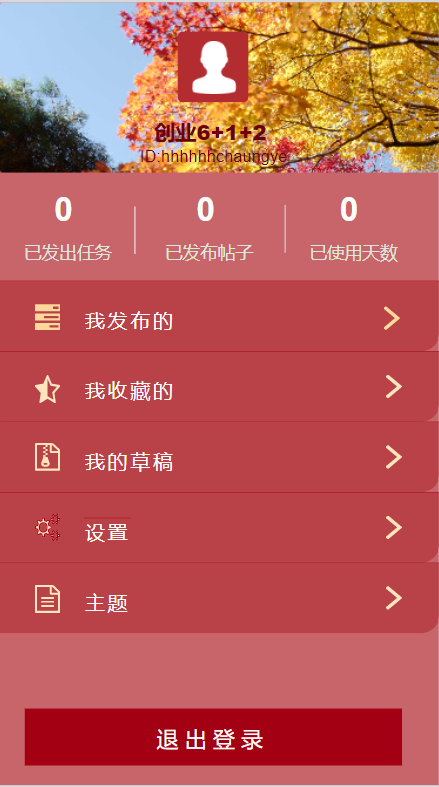 创业6+1+2
ID:hhhhhhchaungye
0 0 0
已发出任务 已发布帖子 已使用天数
我发布的
我收藏的
我的草稿
设置
主题
退出登录